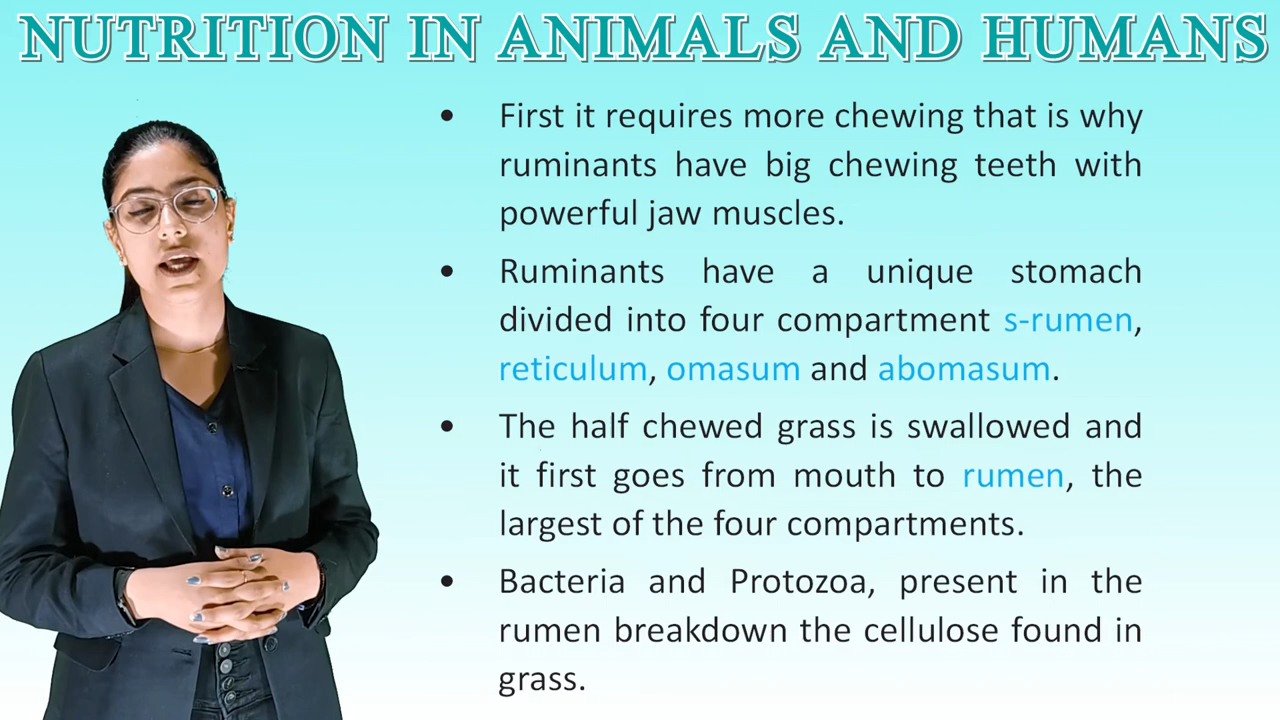 NUTRITION IN ANIMALS AND HUMANS
• First it requires more chewing that is why
ruminants have big chewing teeth with
powerful jaw muscles.
• Ruminants have a unique stomach
divided into four compartment s-rumen,
reticulum, omasum and abomasum.
• The half chewed grass is swallowed and
it first goes from mouth to rumen, the
largest of the four compartments.
• Bacteria and Protozoa, present in the
rumen breakdown the cellulose found in
grass.